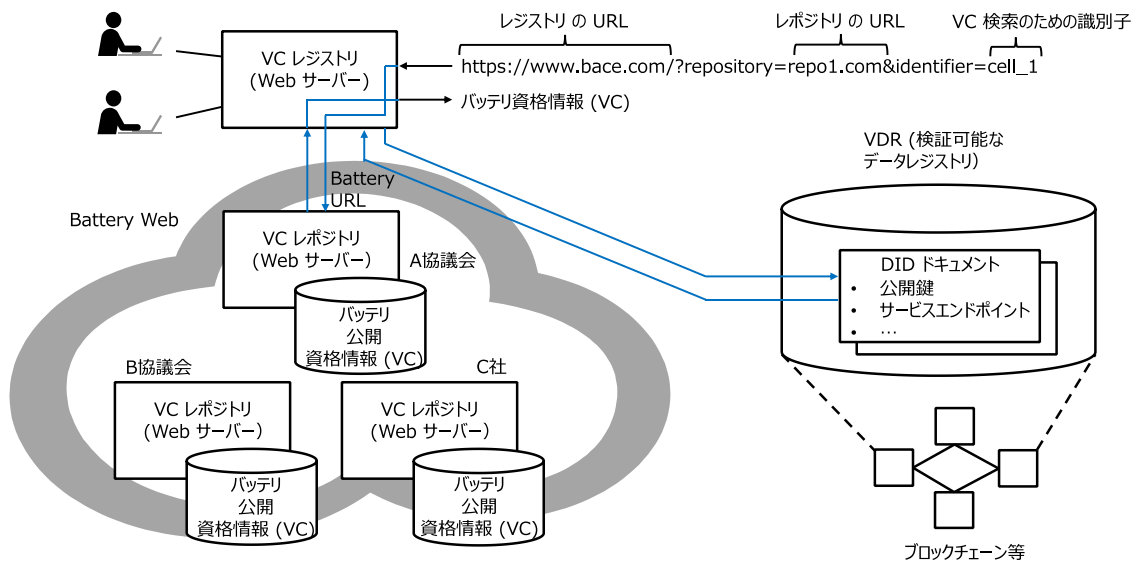 レジストリ の URL
レポジトリ の URL
VC 検索のための識別子
VC レジストリ
(Web サーバー)
https://www.bace.com/?repository=repo1.com&identifier=cell_1
バッテリ資格情報 (VC)
VDR (検証可能な
データレジストリ)
Battery
URL
Battery Web
VC レポジトリ
(Web サーバー)
A協議会
バッテリ
公開
資格情報 (VC)
DID ドキュメント
• 公開鍵
• サービスエンドポイント
• …
B協議会
C社
VC レポジトリ
(Web サーバー)
VC レポジトリ
(Web サーバー)
バッテリ
公開
資格情報 (VC)
バッテリ
公開
資格情報 (VC)
ブロックチェーン等